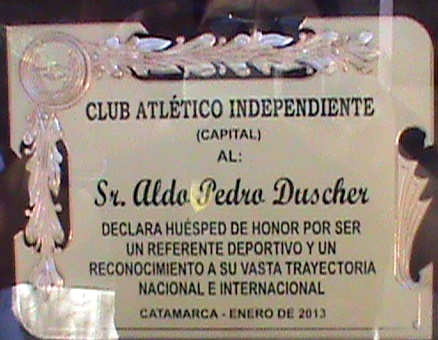 CLUB ATLÉTICO INDEPENDIENTE
(CAPITAL)
AL:
Sr. Aldo Pedro Duscher
DECLARA HUÉSPED DE HONOR POR SER
UN REFERENTE DEPORTIVO Y UN
RECONOCIMIENTO A SU VASTA TRAYECTORIA
NACIONAL E INTERNACIONAL
CATAMARCA - ENERO DE 2013